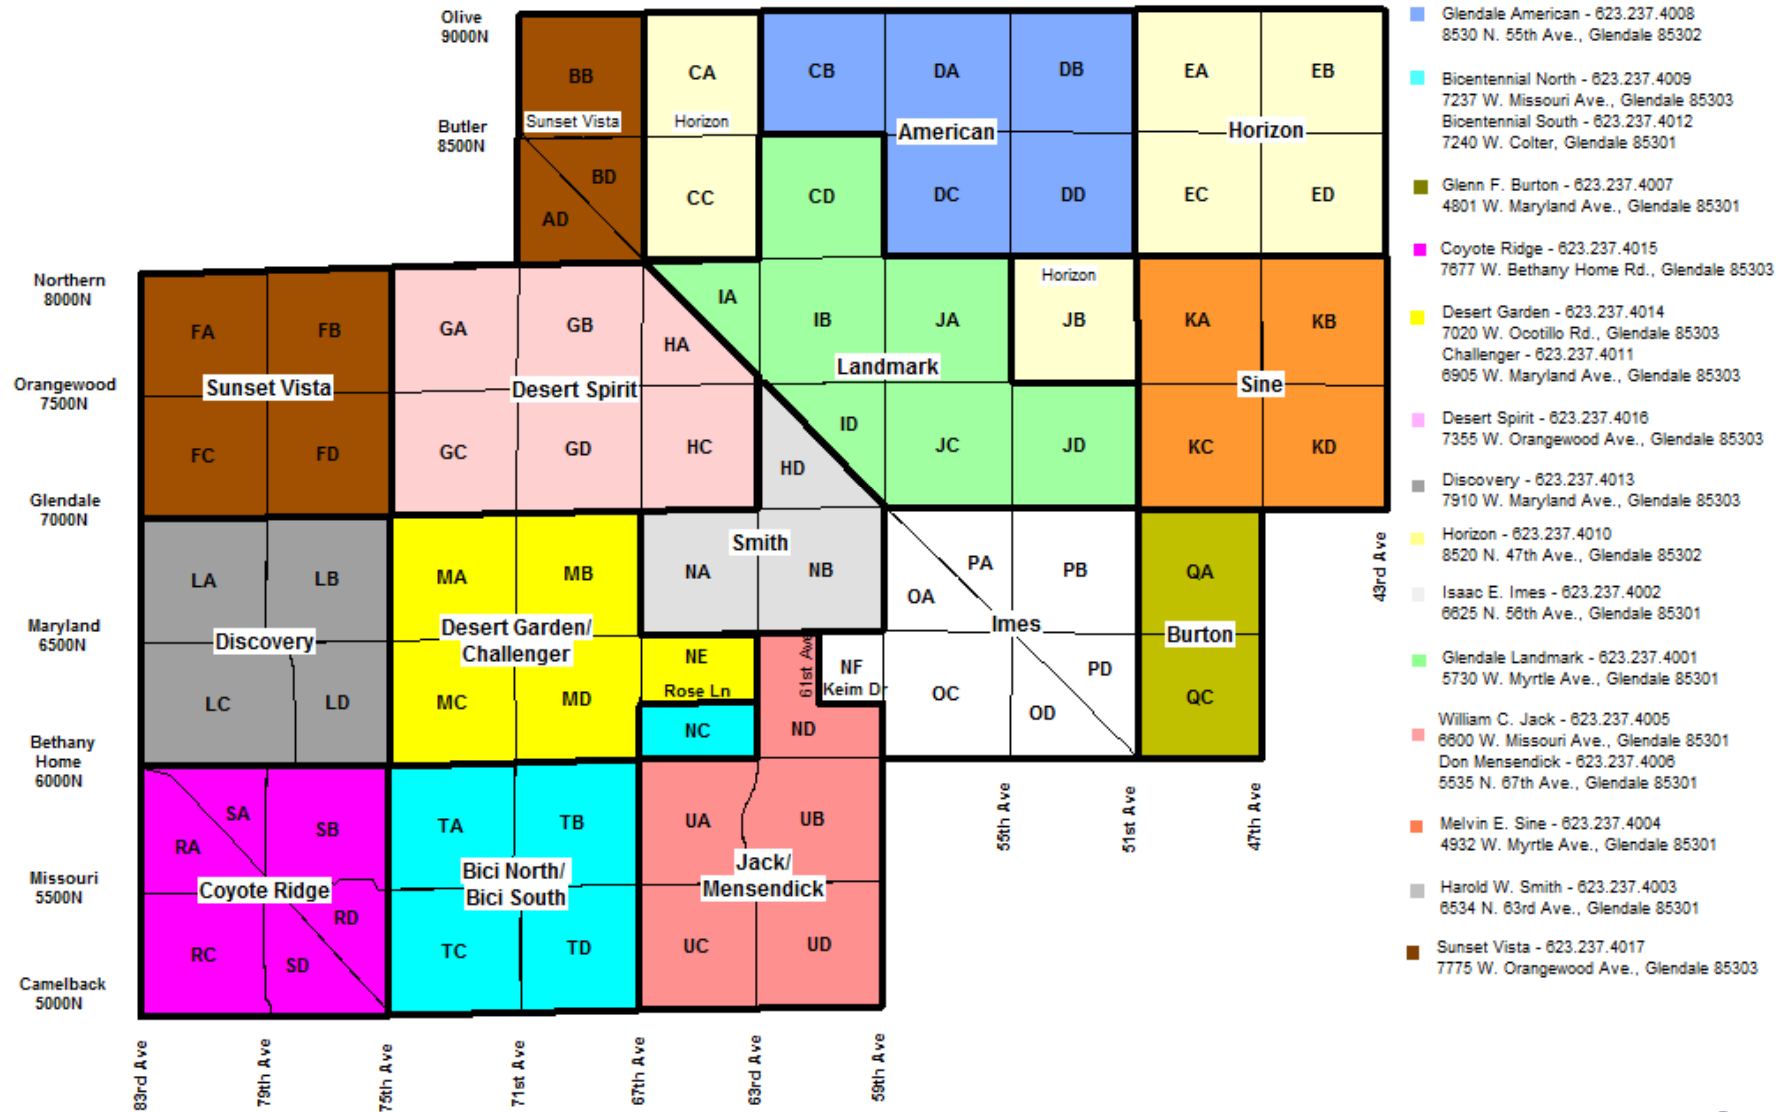 Olive
9000N
BB
CA
CB
DA
DB
EA
EB
Sunset Vista
Horizon
Butler
8500N
American
Horizon
BD
AD
CC
CD
DC
DD
EC
ED
Northern
8000N
Horizon
IA
FA
FB
GA
GB
HA
IB
JA
JB
KA
KB
Landmark
Orangewood
7500N
Sunset Vista
Desert Spirit
Sine
FC
FD
GC
GD
HC
HD
ID
JC
JD
KC
KD
Glendale
7000N
Smith
43rd Ave
LA
LB
MA
MB
NA
NB
OA
PA
PB
QA
Maryland
6500N
Discovery
Desert Garden/
Challenger
Imes
Burton
NE
Rose Ln
61st Ave
NF
Keim Dr
LC
LD
MC
MD
NC
ND
OC
OD
PD
QC
Bethany
Home
6000N
55th Ave
51st Ave
47th Ave
RA
SA
SB
TA
TB
UA
UB
Missouri
5500N
Coyote Ridge
Bici North/
Bici South
Jack/
Mensendick
RC
SD
RD
TC
TD
UC
UD
Camelback
5000N
83rd Ave
79th Ave
75th Ave
71st Ave
67th Ave
63rd Ave
59th Ave
Glendale American - 623.237.4008
8530 N. 55th Ave., Glendale 85302
Bicentennial North - 623.237.4009
7237 W. Missouri Ave., Glendale 85303
Bicentennial South - 623.237.4012
7240 W. Colter, Glendale 85301
Glenn F. Burton - 623.237.4007
4801 W. Maryland Ave., Glendale 85301
Coyote Ridge - 623.237.4015
7677 W. Bethany Home Rd., Glendale 85303
Desert Garden - 623.237.4014
7020 W. Ocotillo Rd., Glendale 85303
Challenger - 623.237.4011
6905 W. Maryland Ave., Glendale 85303
Desert Spirit - 623.237.4016
7355 W. Orangewood Ave., Glendale 85303
Discovery - 623.237.4013
7910 W. Maryland Ave., Glendale 85303
Horizon - 623.237.4010
8520 N. 47th Ave., Glendale 85302
Isaac E. Imes - 623.237.4002
6625 N. 56th Ave., Glendale 85301
Glendale Landmark - 623.237.4001
5730 W. Myrtle Ave., Glendale 85301
William C. Jack - 623.237.4005
6600 W. Missouri Ave., Glendale 85301
Don Mensendick - 623.237.4006
5535 N. 67th Ave., Glendale 85301
Melvin E. Sine - 623.237.4004
4932 W. Myrtle Ave., Glendale 85301
Harold W. Smith - 623.237.4003
6534 N. 63rd Ave., Glendale 85301
Sunset Vista - 623.237.4017
7775 W. Orangewood Ave., Glendale 85303